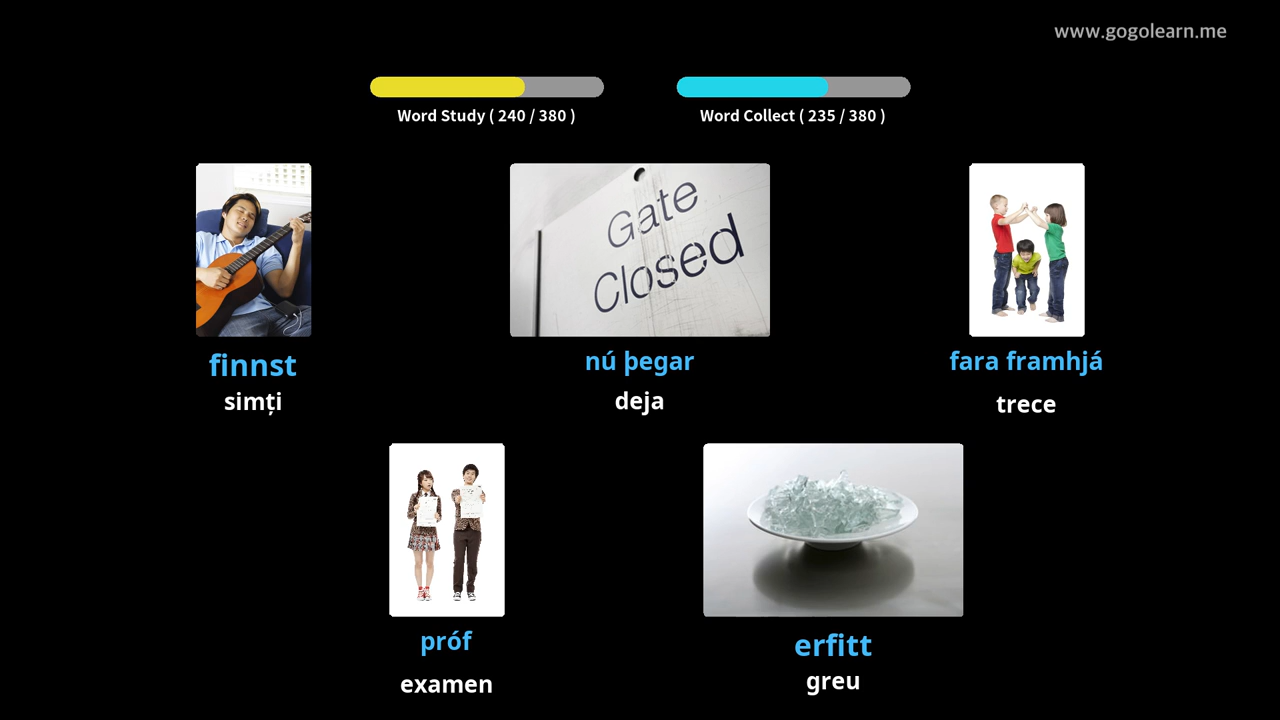 www.gogolearn.me
Word Study ( 240 / 380 )
Word Collect ( 235 / 380 )
Gate
Closed
finnst
simți
nú þegar
deja
fara framhjá
trece
próf
examen
erfitt
greu